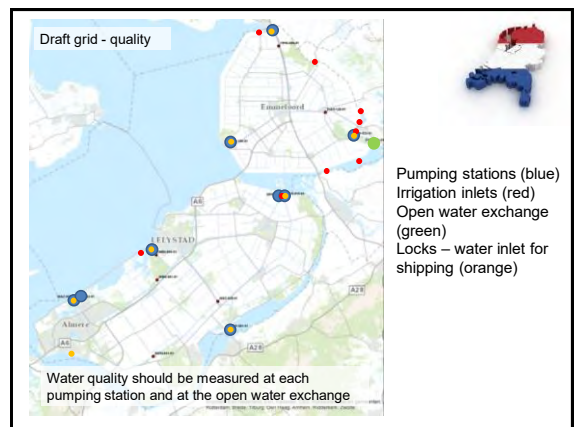 Draft grid - quality
Emmeloord
A6
LELYSTAD
Almere
A6
A28
A28
Water quality should be measured at each
pumping station and at the open water exchange
Pumping stations (blue)
Irrigation inlets (red)
Open water exchange
(green)
Locks – water inlet for
shipping (orange)